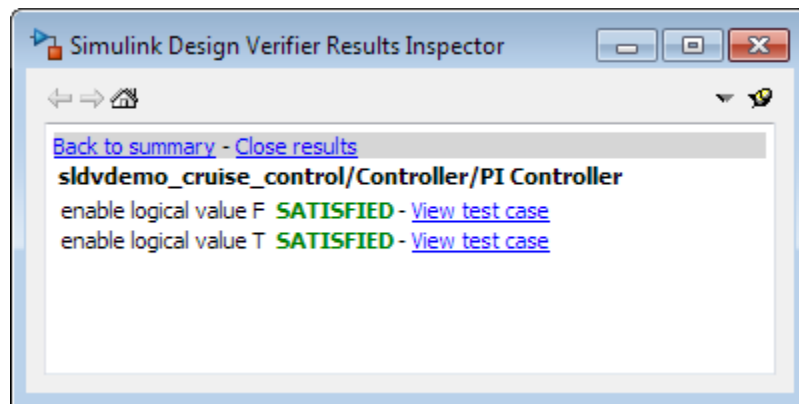 Simulink Design Verifier Results Inspector
Back to summary - Close results
sldvdemo_cruise_control/Controller/PI Controller
enable logical value F SATISFIED - View test case
enable logical value T SATISFIED - View test case